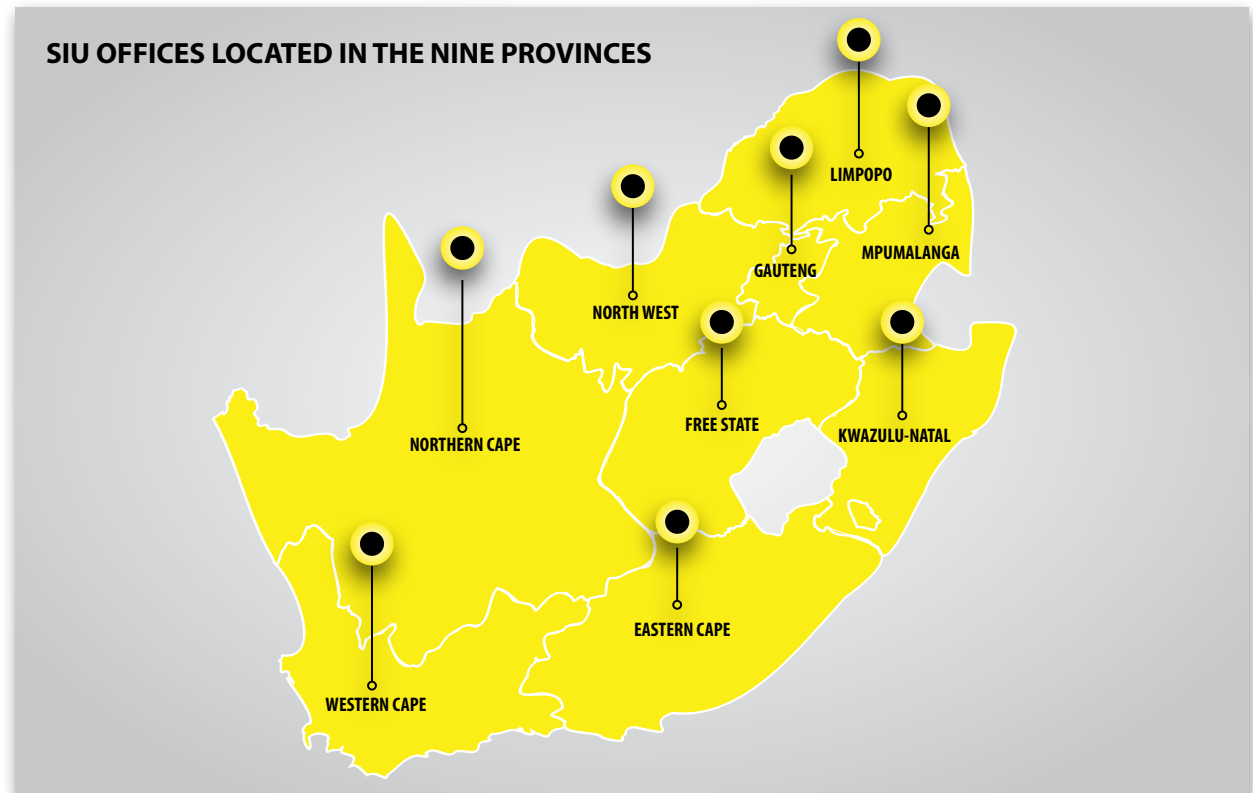 SIU OFFICES LOCATED IN THE NINE PROVINCES
LIMPOPO
MPUMALANGA
GAUTENG
NORTH WEST
FREE STATE
KWAZULU-NATAL
NORTHERN CAPE
EASTERN CAPE
WESTERN CAPE